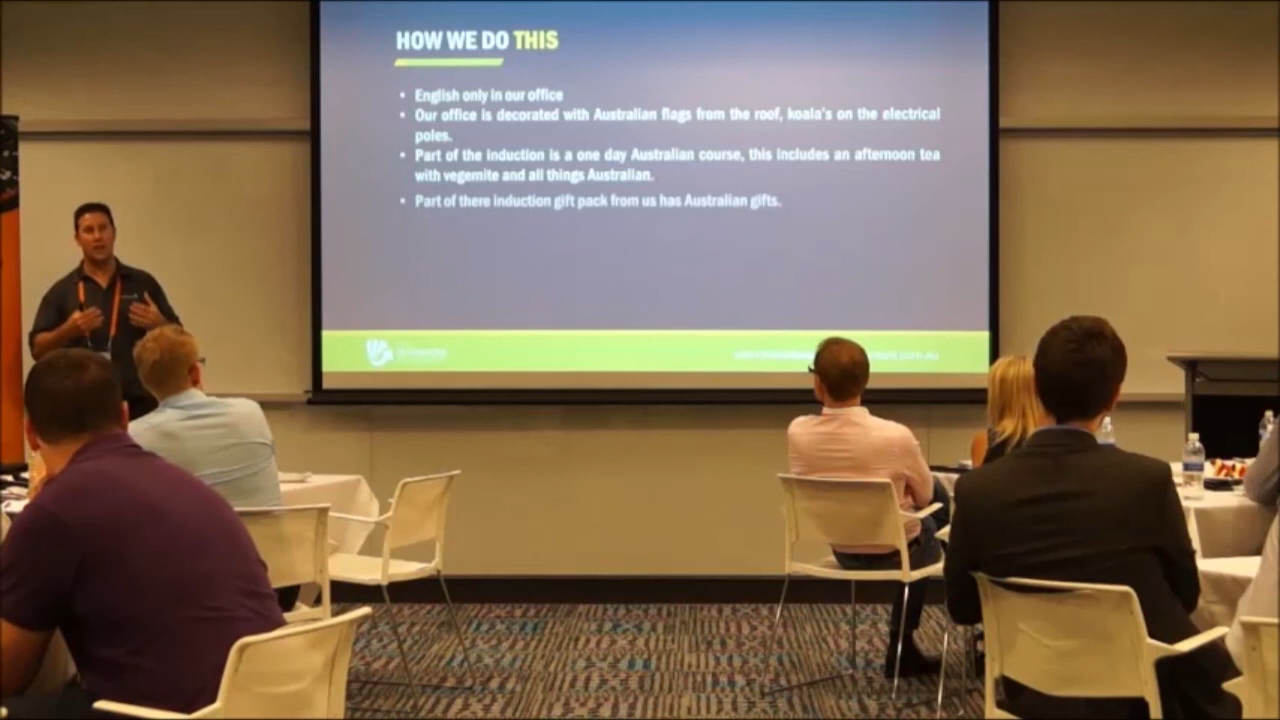 HOW WE DO THIS
• English only in our office
• Our office is decorated with Australian flags from the roof, koala's on the electrical
poles.
• Part of the induction is a one day Australian course, this includes an afternoon tea
with vegemite and all things Australian.
• Part of there induction gift pack from us has Australian gifts.